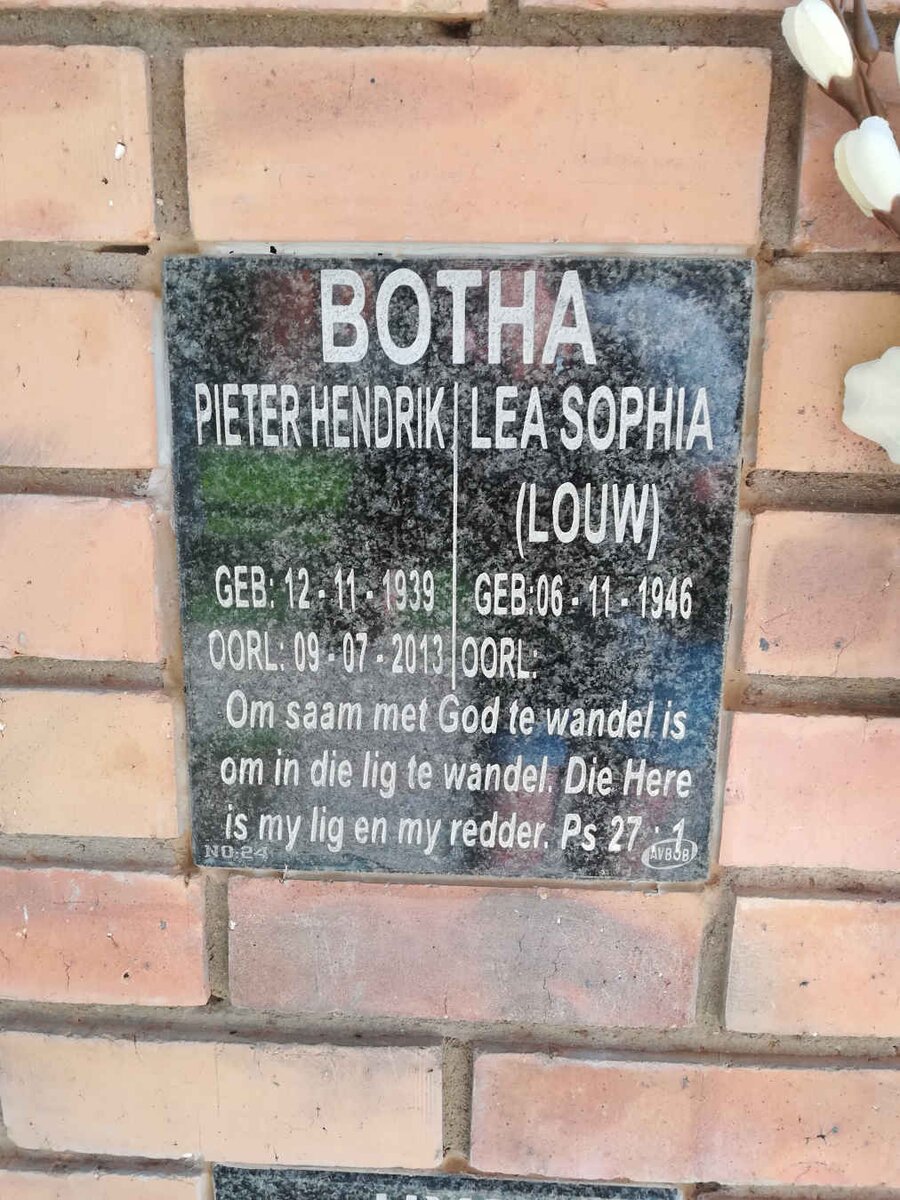 BOTHA
PIETER HENDRIK
GEB: 12 - 11 - 1939
OORL: 09 - 07 - 2013
LEA SOPHIA
(LOUW)
GEB:06 - 11 - 1946
OORL:
Om saam met God te wandel is
om in die lig te wandel. Die Here
is my lig en my redder. Ps 27 : 1
NO:24
AVBOB